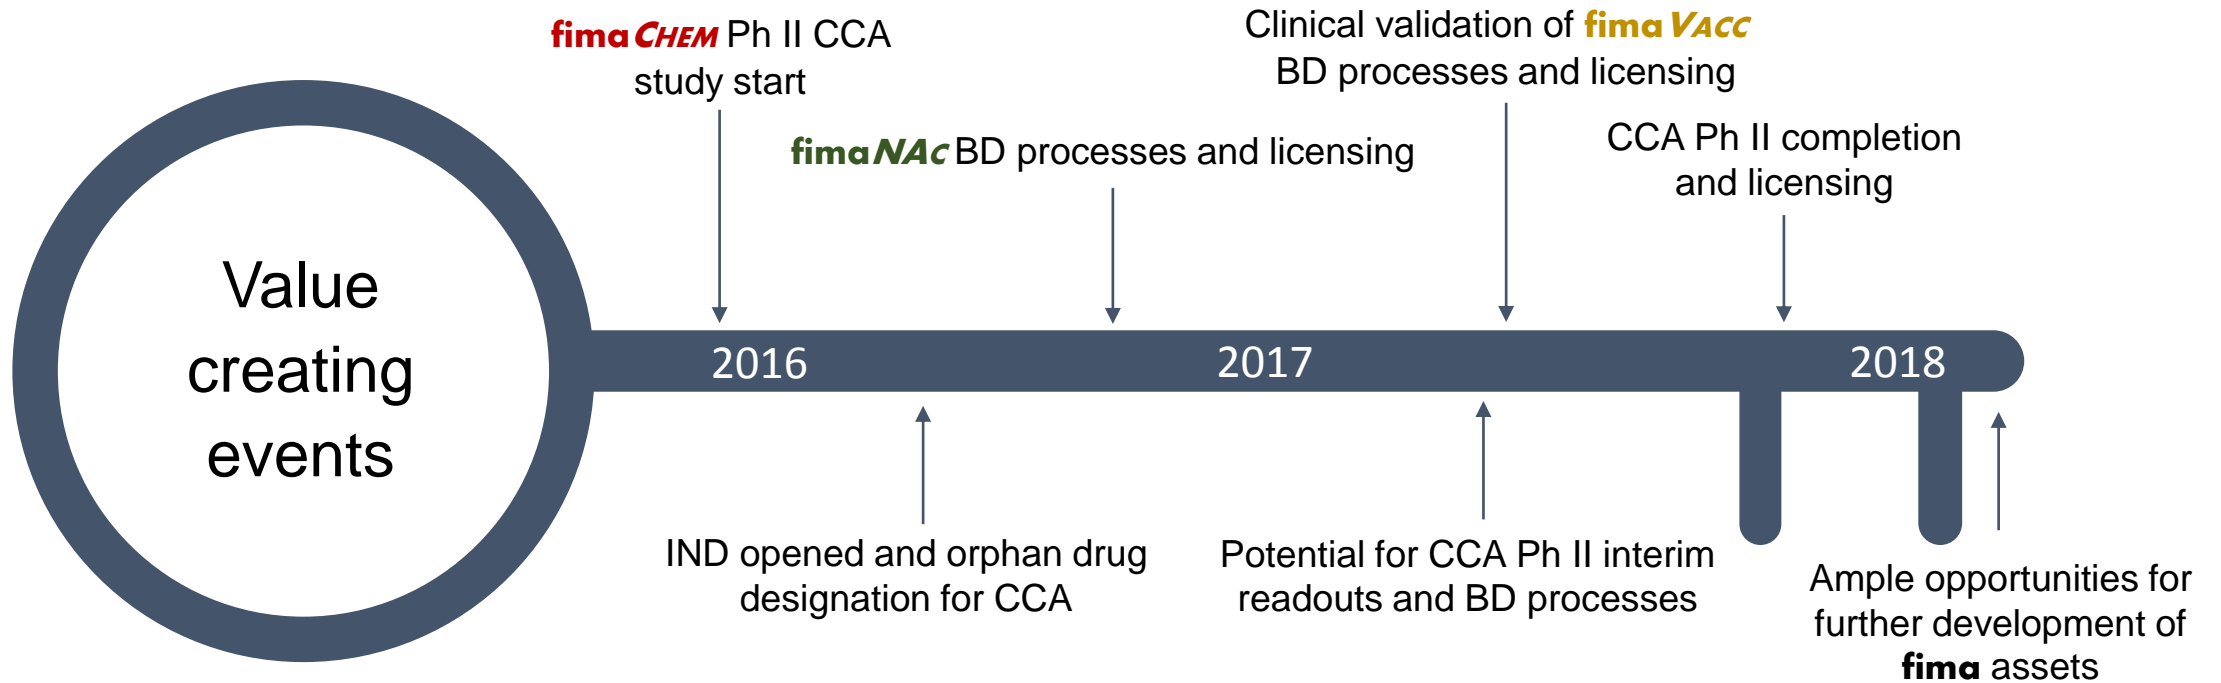 fimaCHEM Ph II CCA
study start
Clinical validation of fimaVACC
BD processes and licensing
fimaNAc BD processes and licensing
CCA Ph II completion
and licensing
Value
creating
events
2016
2017
2018
IND opened and orphan drug
designation for CCA
Potential for CCA Ph II interim
readouts and BD processes
Ample opportunities for
further development of
fima assets